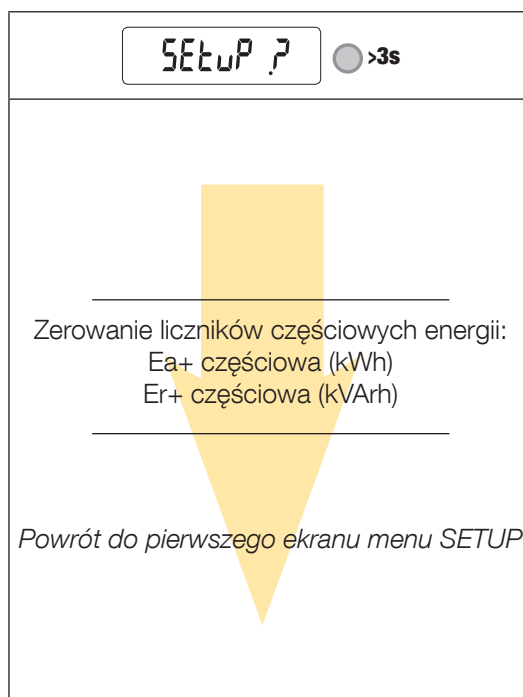 SEtuP ? >3s
Zerowanie liczników częściowych energii:
Ea+ częściowa (kWh)
Er+ częściowa (kVArh)
Powrót do pierwszego ekranu menu SETUP